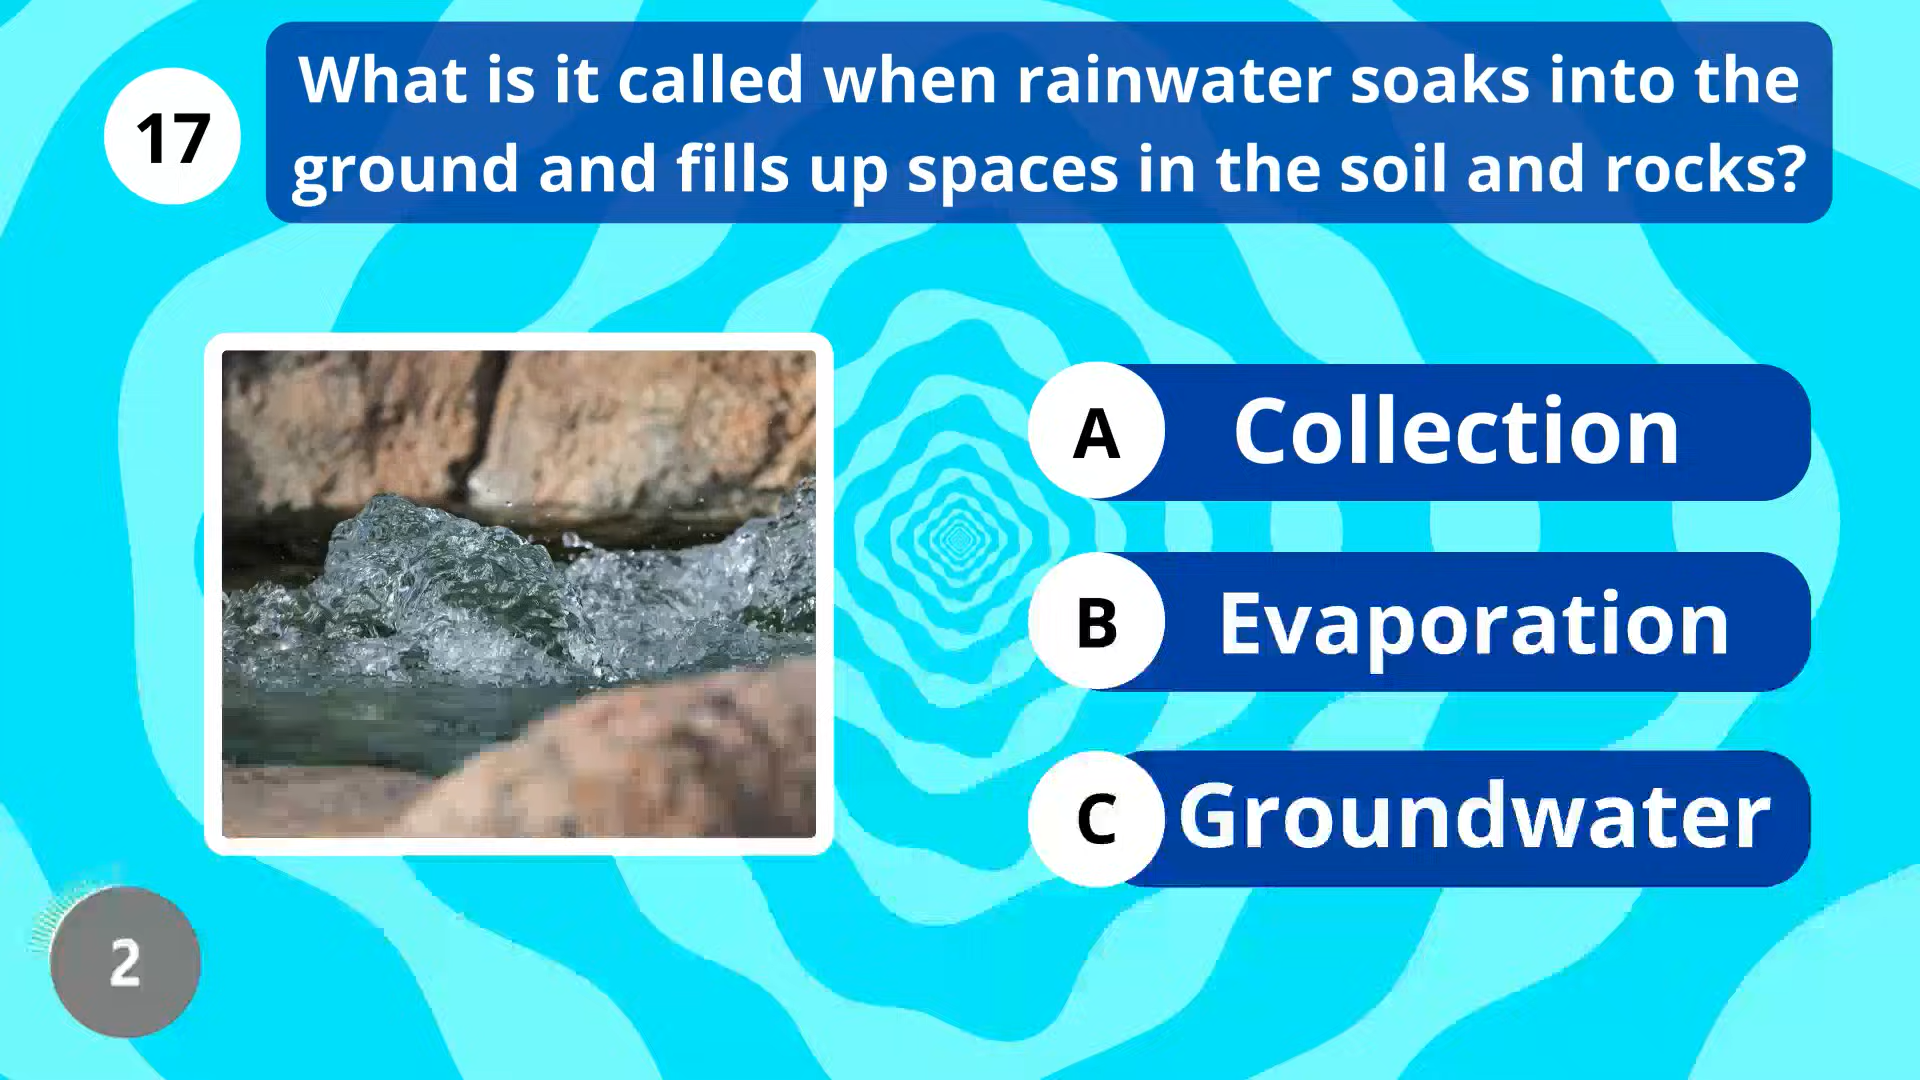 17
What is it called when rainwater soaks into the
ground and fills up spaces in the soil and rocks?
A Collection
B Evaporation
C Groundwater
2